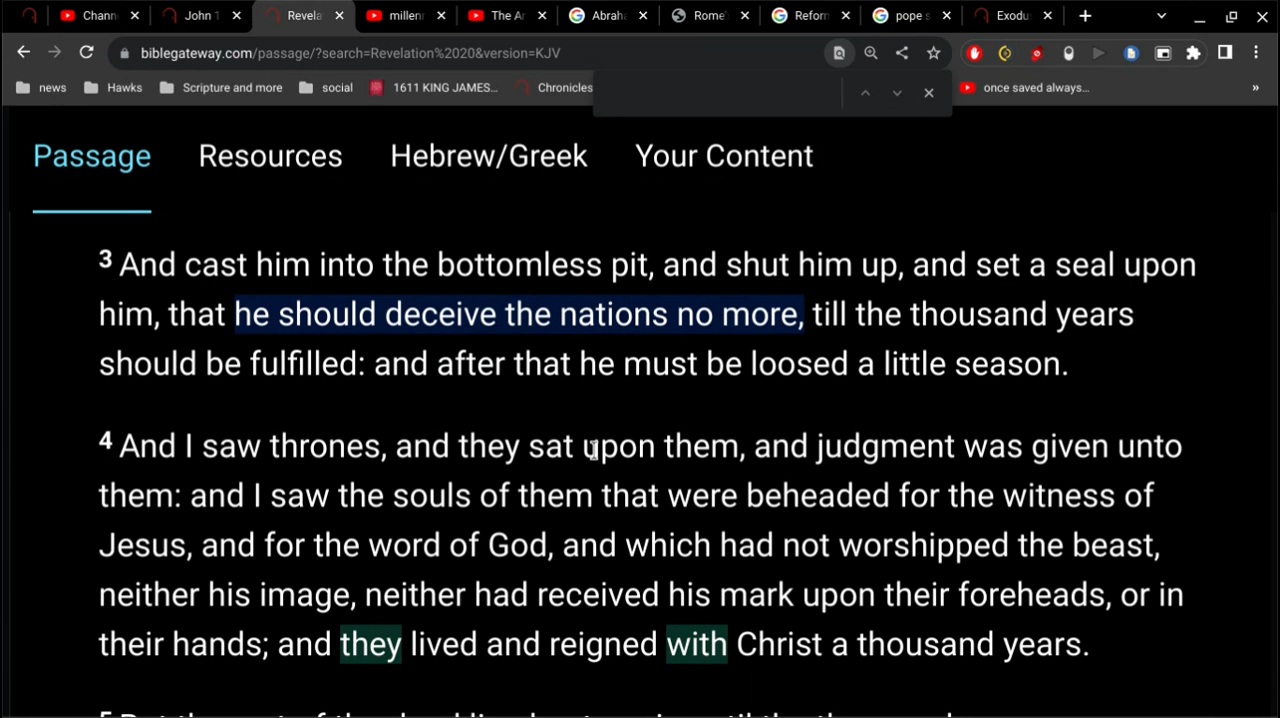 Chann
John 1
Revela
millenn
The Ar
Abraha
Rome'
Reform
pope s
Exodu
biblegateway.com/passage/?search=Revelation%2020&version=KJV
news
Hawks
Scripture and more
social
1611 KING JAMES...
Chronicles
once saved always...
»
Passage
Resources
Hebrew/Greek
Your Content
3 And cast him into the bottomless pit, and shut him up, and set a seal upon
him, that he should deceive the nations no more, till the thousand years
should be fulfilled: and after that he must be loosed a little season.
4 And I saw thrones, and they sat upon them, and judgment was given unto
them: and I saw the souls of them that were beheaded for the witness of
Jesus, and for the word of God, and which had not worshipped the beast,
neither his image, neither had received his mark upon their foreheads, or in
their hands; and they lived and reigned with Christ a thousand years.